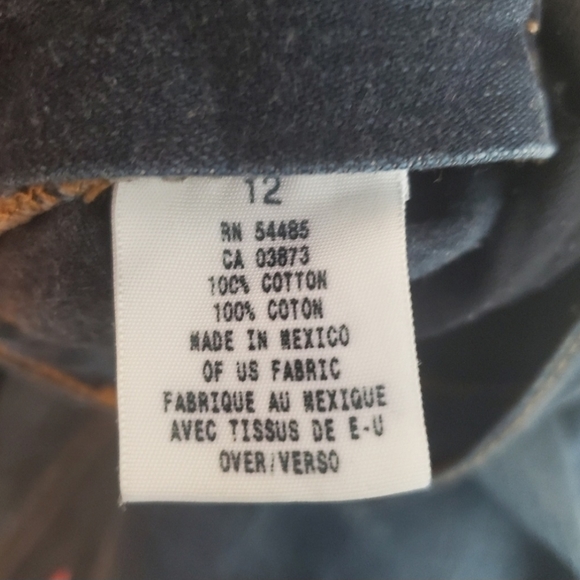 12
RN 54485
CA 03873
100% COTTON
100% COTON
MADE IN MEXICO
OF US FABRIC
FABRIQUE AU MEXIQUE
AVEC TISSUS DE E-U
OVER/VERSO